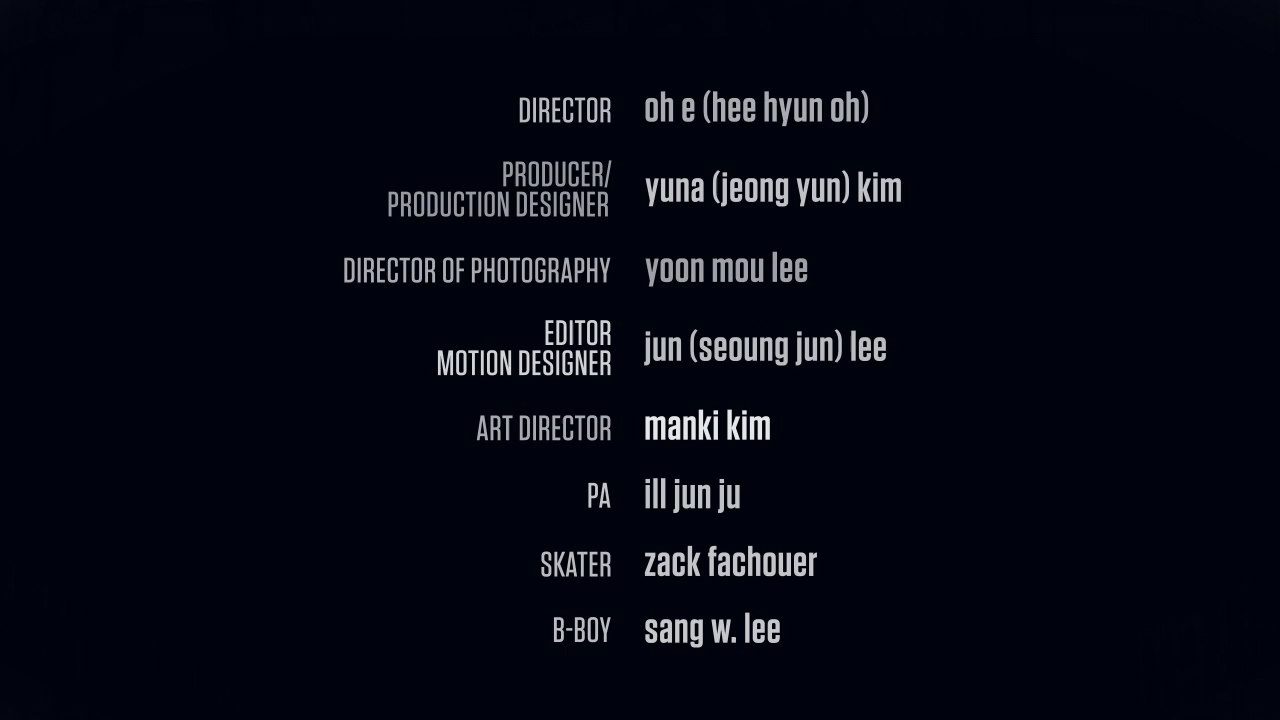 DIRECTOR oh e (hee hyun oh)
PRODUCER/
PRODUCTION DESIGNER yuna (jeong yun) kim
DIRECTOR OF PHOTOGRAPHY yoon mou lee
EDITOR
MOTION DESIGNER jun (seoung jun) lee
ART DIRECTOR manki kim
PA ill jun ju
SKATER zack fachouer
B-BOY sang w. lee